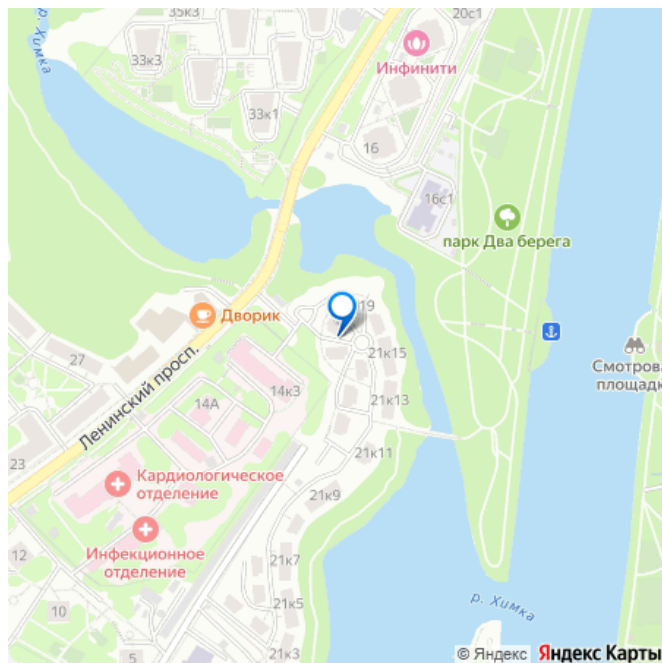 35к3
20с1
р. Химка
33к3
Инфинити
33к1
16
16с1
парк Два берега
19
Дворик
21к15
27
Смотрова
площадк
14к3
14А
21к13
Ленинский просп.
23
21к11
Кардиологическое
отделение
21к9
Инфекционное
отделение
12
21к7
р. Химка
10
21к5
21к3
5
© Яндекс Яндекс Карты